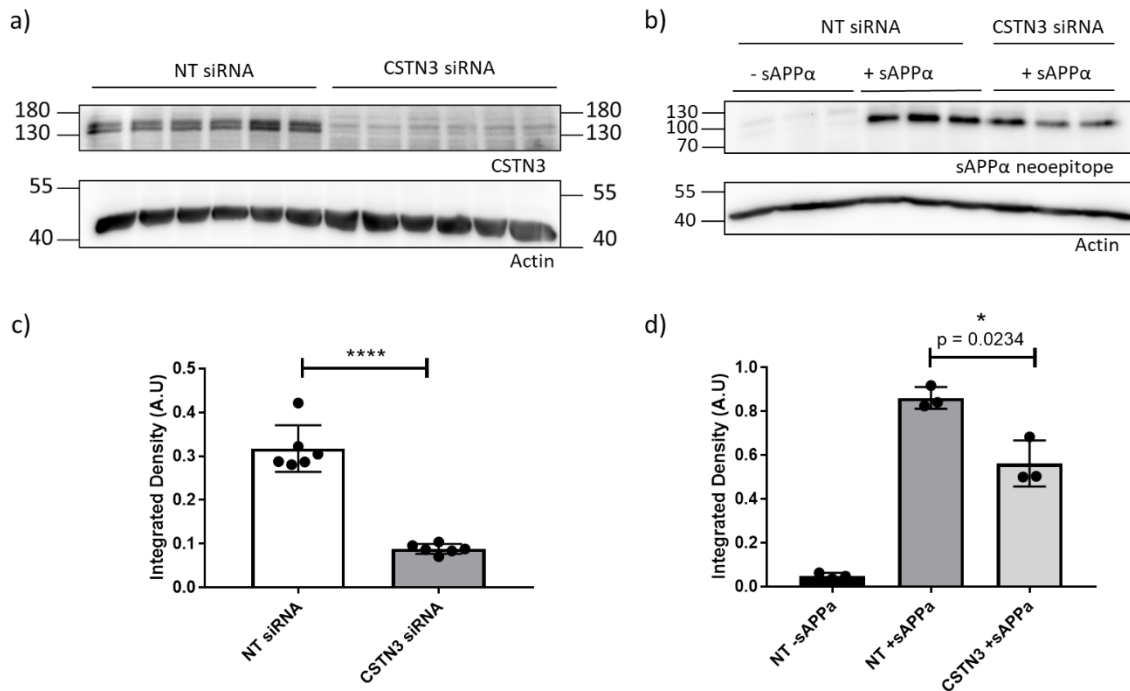 a)
NT siRNA CSTN3 siRNA
180 180
130 130
CSTN3
55 55
40 40
Actin
b)
NT siRNA CSTN3 siRNA
- sAPPα + sAPPα + sAPPα
130
100
70
sAPPα neoepitope
55
40
Actin
c)
****
Integrated Density (A.U)
0.5
0.4
0.3
0.2
0.1
0.0
NT siRNA
CSTN3 siRNA
d)
*
p = 0.0234
Integrated Density (A.U)
1.0
0.8
0.6
0.4
0.2
0.0
NT -sAPPa
NT +sAPPa
CSTN3 +sAPPa